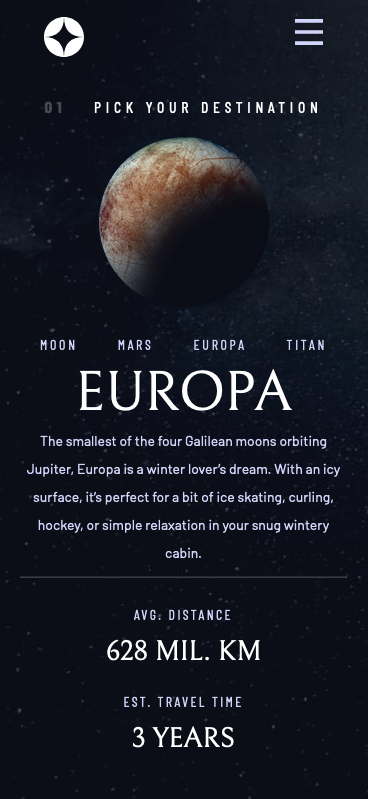 01 PICK YOUR DESTINATION
MOON MARS EUROPA TITAN
EUROPA
The smallest of the four Galilean moons orbiting
Jupiter, Europa is a winter lover’s dream. With an icy
surface, it’s perfect for a bit of ice skating, curling,
hockey, or simple relaxation in your snug wintery
cabin.
AVG. DISTANCE
628 MIL. KM
EST. TRAVEL TIME
3 YEARS